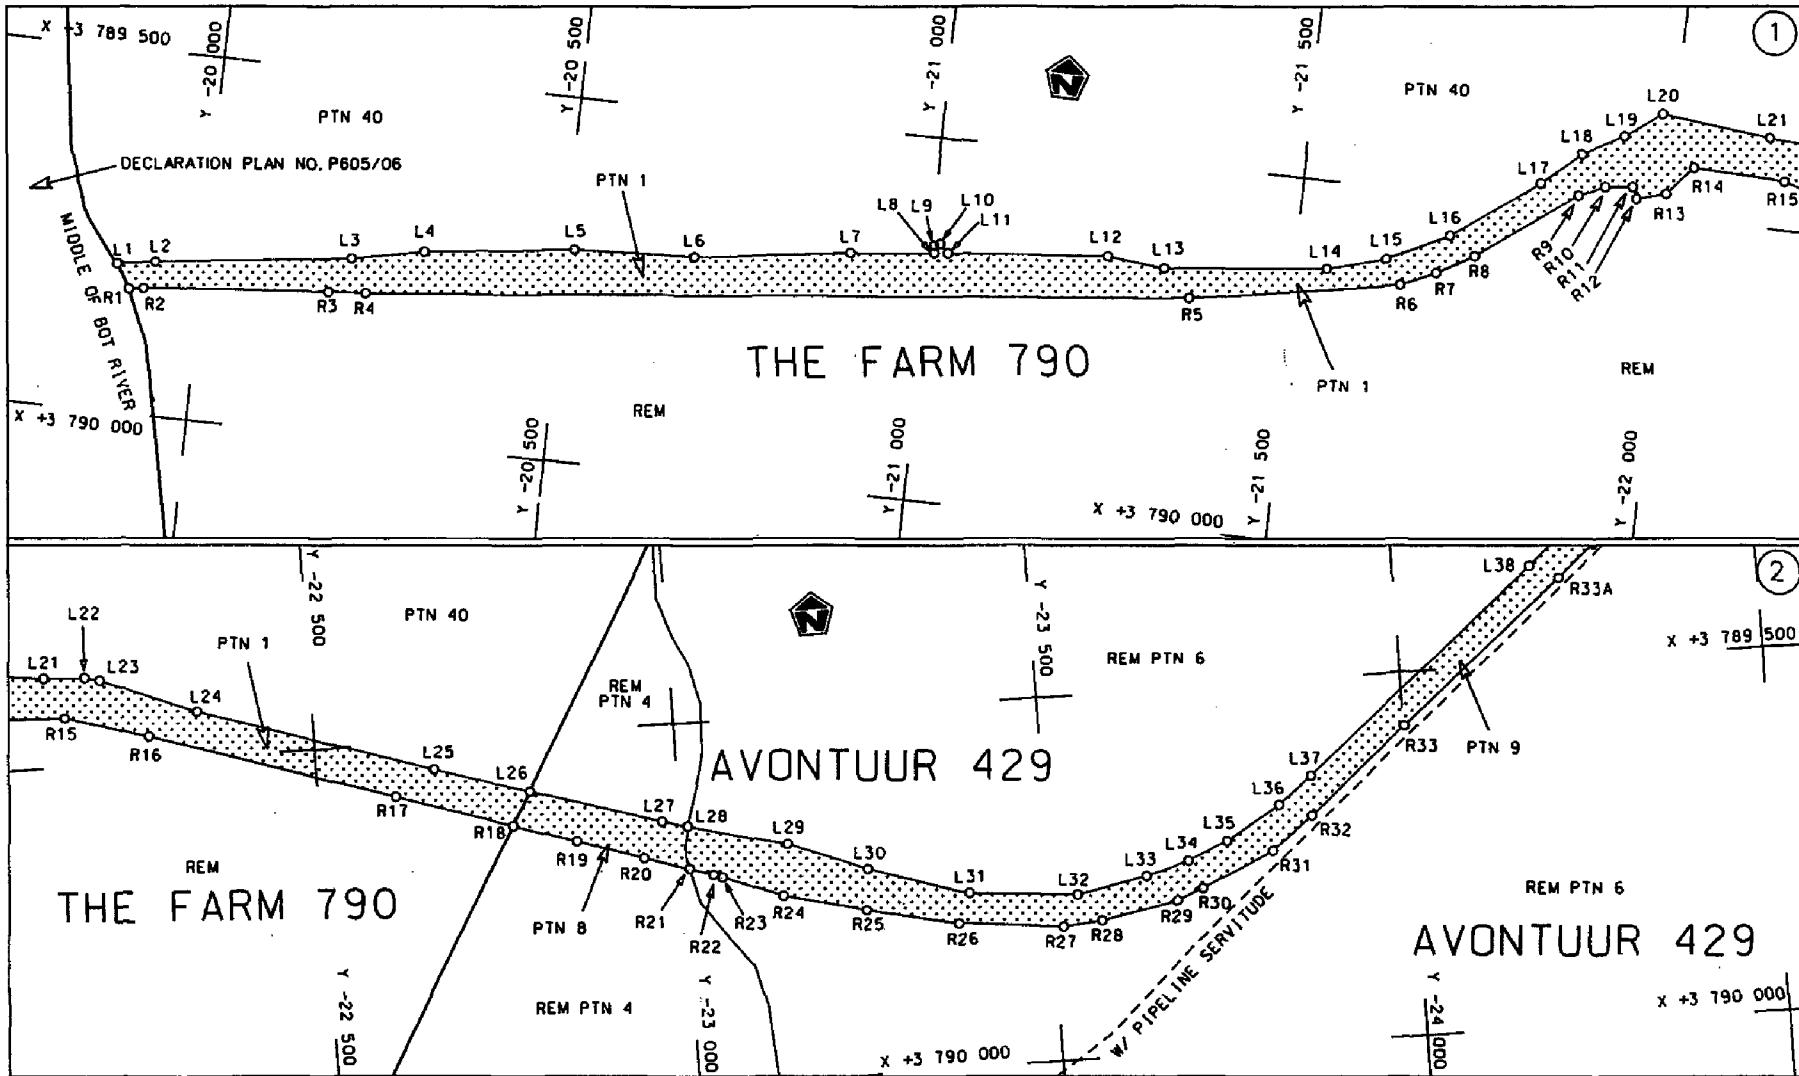 X +3 789 500
Y -20 000
Y -20 500
Y -21 000
N
Y -21 500
1
PTN 40
PTN 40
DECLARATION PLAN NO. P605/06
PTN 1
MIDDLE OF BOT RIVER
L1 L2 L3 L4 L5 L6 L7 L8 L9 L10 L11 L12 L13 L14 L15 L16 L17 L18 L19 L20 L21
R1 R2 R3 R4 R5 R6 R7 R8 R9 R10 R11 R12 R13 R14 R15
THE FARM 790
PTN 1
REM
REM
X +3 790 000
Y -20 500
Y -21 000
X +3 790 000
Y -21 500
Y -22 000
2
Y -22 500
PTN 40
PTN 1
N
Y -23 500
REM PTN 6
X +3 789 500
REM
PTN 4
AVONTUUR 429
PTN 9
L21 L22 L23 L24 L25 L26 L27 L28 L29 L30 L31 L32 L33 L34 L35 L36 L37 L38
R15 R16 R17 R18 R19 R20 R21 R22 R23 R24 R25 R26 R27 R28 R29 R30 R31 R32 R33 R33A
REM
THE FARM 790
PTN 8
REM PTN 4
W/ PIPELINE SERVITUDE
REM PTN 6
AVONTUUR 429
Y -22 500
Y -23 000
X +3 790 000
Y -24 000
X +3 790 000